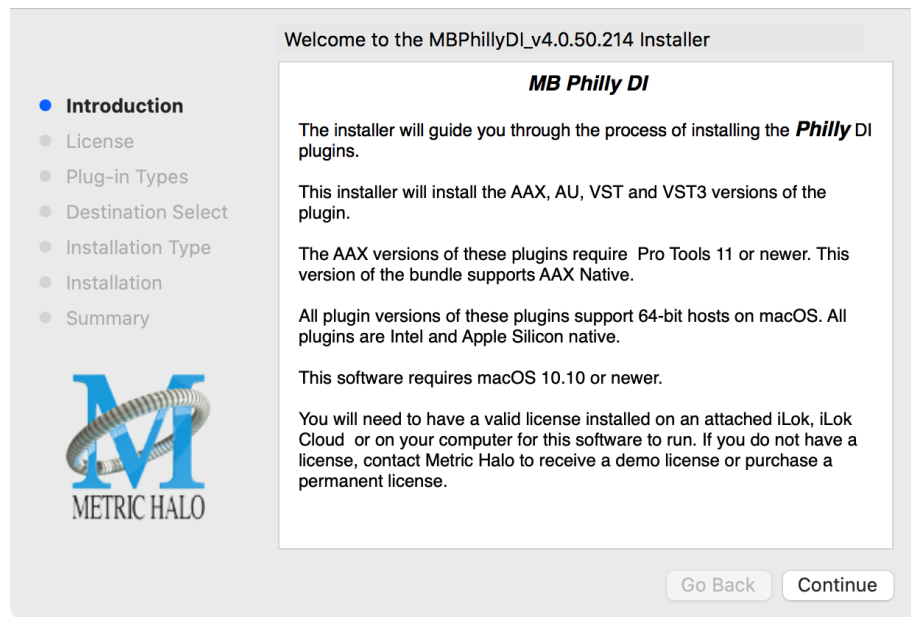 Welcome to the MBPhillyDI_v4.0.50.214 Installer
Introduction
License
Plug-in Types
Destination Select
Installation Type
Installation
Summary
METRIC HALO
MB Philly DI
The installer will guide you through the process of installing the Philly DI
plugins.
This installer will install the AAX, AU, VST and VST3 versions of the
plugin.
The AAX versions of these plugins require  Pro Tools 11 or newer. This
version of the bundle supports AAX Native.
All plugin versions of these plugins support 64-bit hosts on macOS. All
plugins are Intel and Apple Silicon native.
This software requires macOS 10.10 or newer.
You will need to have a valid license installed on an attached iLok, iLok
Cloud  or on your computer for this software to run. If you do not have a
license, contact Metric Halo to receive a demo license or purchase a
permanent license.
Go Back
Continue